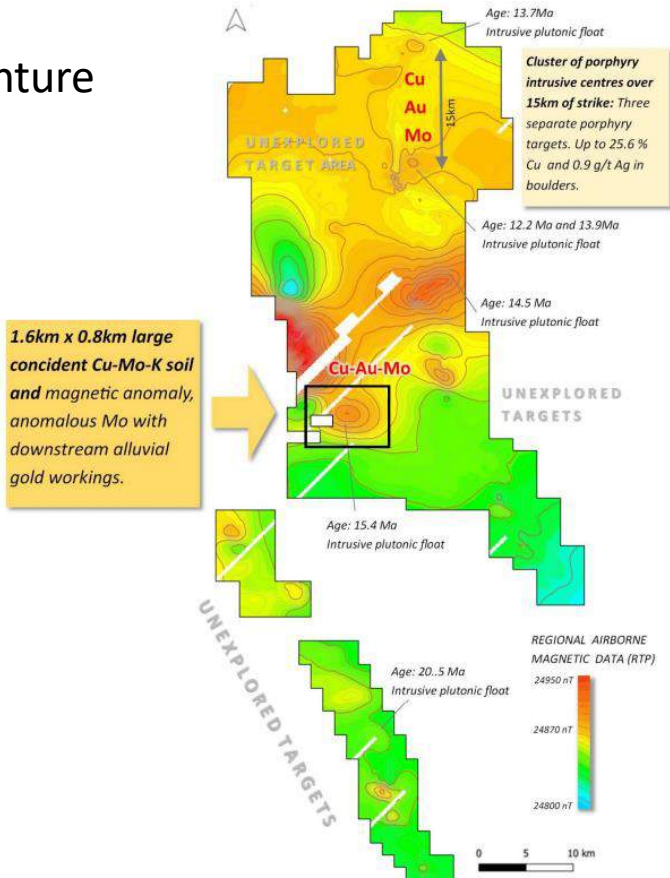 nture
Age: 13.7Ma
Intrusive plutonic float
Cu
Au
Mo
15km
Cluster of porphyry
intrusive centres over
15km of strike: Three
separate porphyry
targets. Up to 25.6 %
Cu and 0.9 g/t Ag in
boulders.
UNEXPLORED
TARGET AREA
Age: 12.2 Ma and 13.9Ma
Intrusive plutonic float
Age: 14.5 Ma
Intrusive plutonic float
1.6km x 0.8km large
concident Cu-Mo-K soil
and magnetic anomaly,
anomalous Mo with
downstream alluvial
gold workings.
Cu-Au-Mo
UNEXPLORED
TARGETS
Age: 15.4 Ma
Intrusive plutonic float
UNEXPLORED TARGETS
Age: 20..5 Ma
Intrusive plutonic float
REGIONAL AIRBORNE
MAGNETIC DATA (RTP)
24950 nT
24870 nT
24800 nT
0 5 10 km